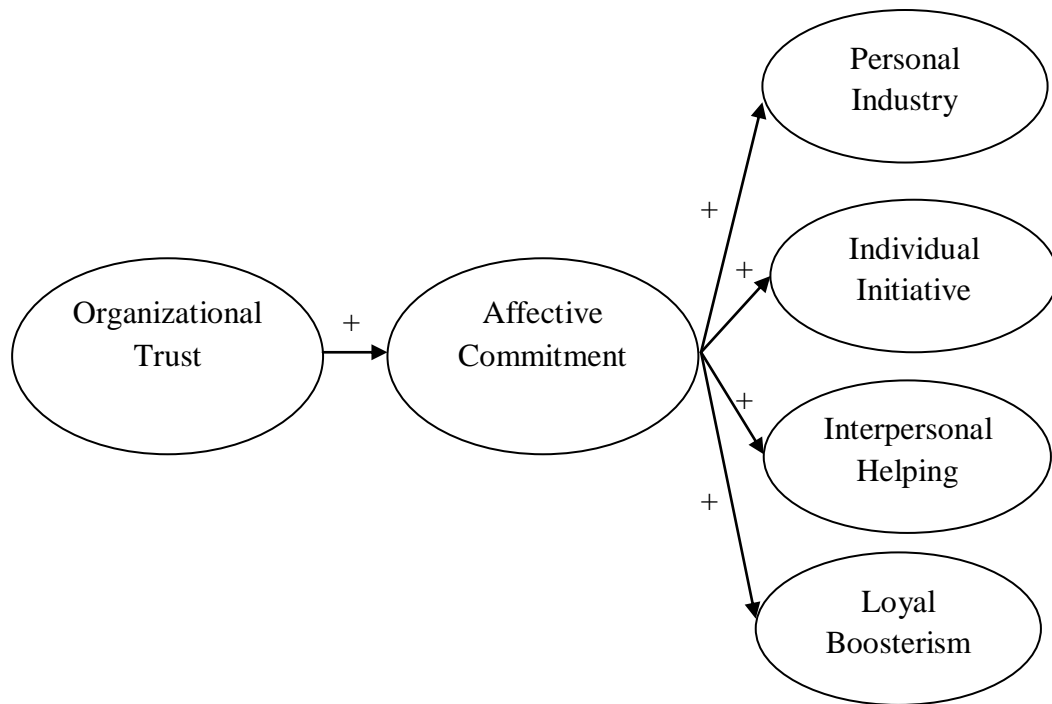 Personal
Industry
+
Individual
Initiative
+
Organizational
Trust
+
Affective
Commitment
+
Interpersonal
Helping
+
Loyal
Boosterism